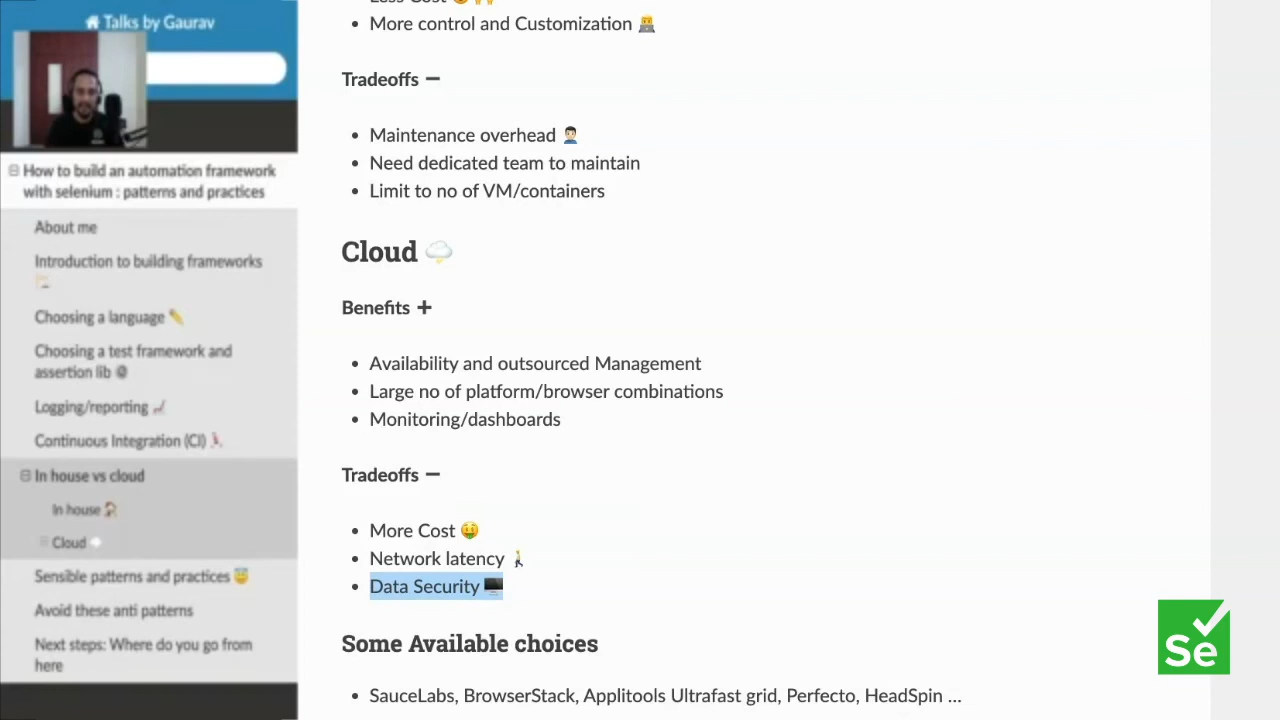 Talks by Gaurav
How to build an automation framework
with selenium : patterns and practices
About me
Introduction to building frameworks
Choosing a language ✏️
Choosing a test framework and
assertion lib
Logging/reporting
Continuous Integration (CI)
In house vs cloud
In house
Cloud
Sensible patterns and practices 😇
Avoid these anti patterns
Next steps: Where do you go from
here
• More control and Customization 👨‍💻
Tradeoffs ➖
• Maintenance overhead 🤦🏻‍♂️
• Need dedicated team to maintain
• Limit to no of VM/containers
Cloud 🌩
Benefits ➕
• Availability and outsourced Management
• Large no of platform/browser combinations
• Monitoring/dashboards
Tradeoffs ➖
• More Cost 🤑
• Network latency
• Data Security 🖥
Some Available choices
• SauceLabs, BrowserStack, Applitools Ultrafast grid, Perfecto, HeadSpin ...
Se